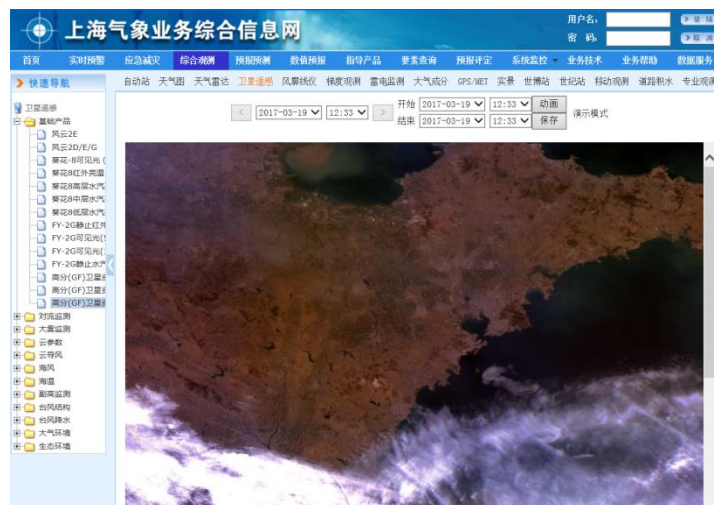 上海气象业务综合信息网
用户名:
密 码:
首页 实时预警 应急减灾 综合观测 预报预测 数值预报 指导产品 要素查询 预报评定 系统监控 业务技术 业务帮助 数据服务
快速导航
自动站 天气图 天气雷达 卫星遥感 风廓线仪 梯度观测 雷电监测 大气成分 GPS/MET 实景 世博站 世纪站 移动观测 道路积水 专业观测
2017-03-19 12:33
开始 2017-03-19 12:33 动画
结束 2017-03-19 12:33 保存
演示模式
卫星遥感
基础产品
风云2E
风云2D/E/G
葵花-8可见光(
葵花8红外亮温
葵花8高层水汽
葵花8中层水汽
葵花8低层水汽
FY-2G静止红外
FY-2G可见光(
FY-2G可见光(
FY-2G静止水汽
高分(GF)卫星
高分(GF)卫星
高分(GF)卫星
对流监测
大雾监测
云参数
云导风
海风
海温
副高监测
台风结构
台风降水
大气环境
生态环境